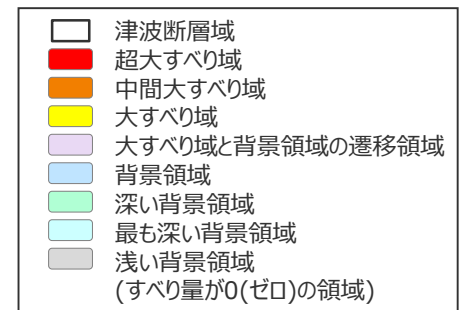 津波断層域
超大すべり域
中間大すべり域
大すべり域
大すべり域と背景領域の遷移領域
背景領域
深い背景領域
最も深い背景領域
浅い背景領域
(すべり量が0(ゼロ)の領域)